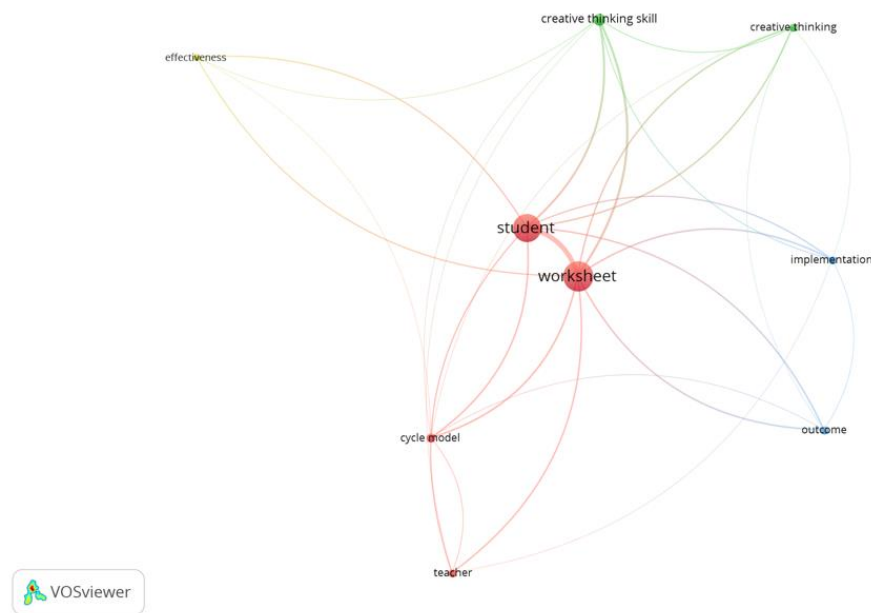 creative thinking skill
creative thinking
effectiveness
student
implementation
worksheet
outcome
cycle model
teacher
VOSviewer